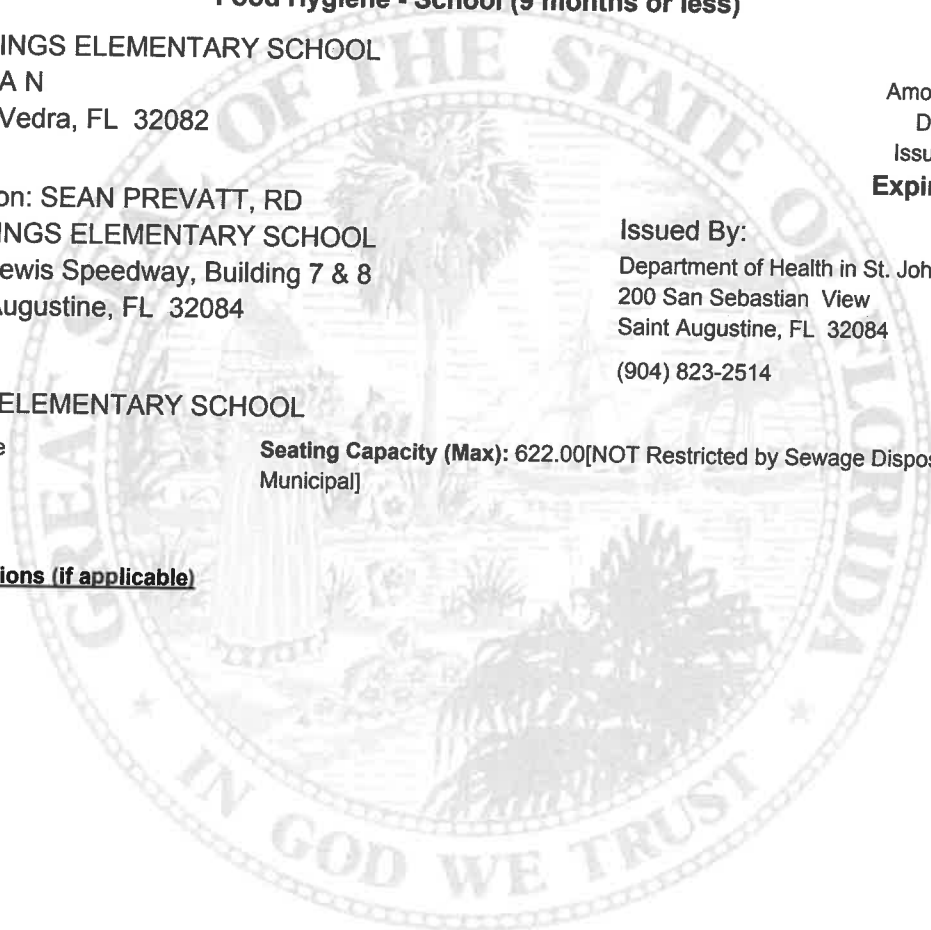 Food Hygiene - School (9 months or less)
INGS ELEMENTARY SCHOOL
A N
Vedra, FL 32082
Amo
D
Issu
Expir
on: SEAN PREVATT, RD
INGS ELEMENTARY SCHOOL
ewis Speedway, Building 7 & 8
Augustine, FL 32084
Issued By:
Department of Health in St. Joh
200 San Sebastian View
Saint Augustine, FL 32084
(904) 823-2514
ELEMENTARY SCHOOL
e
Seating Capacity (Max): 622.00[NOT Restricted by Sewage Dispos
Municipal]
ions (if applicable)
GREAT SEAL OF THE STATE OF FLORIDA
IN GOD WE TRUST